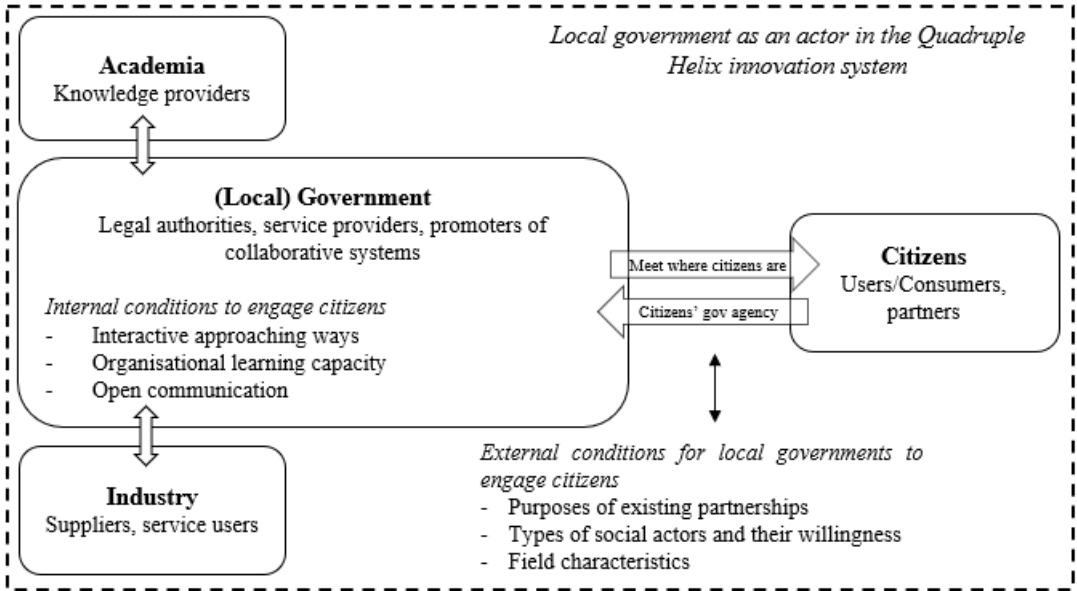 Local government as an actor in the Quadruple
Helix innovation system
Academia
Knowledge providers
(Local) Government
Legal authorities, service providers, promoters of
collaborative systems
Internal conditions to engage citizens
- Interactive approaching ways
- Organisational learning capacity
- Open communication
Meet where citizens are
Citizens' gov agency
Citizens
Users/Consumers,
partners
Industry
Suppliers, service users
External conditions for local governments to
engage citizens
- Purposes of existing partnerships
- Types of social actors and their willingness
- Field characteristics